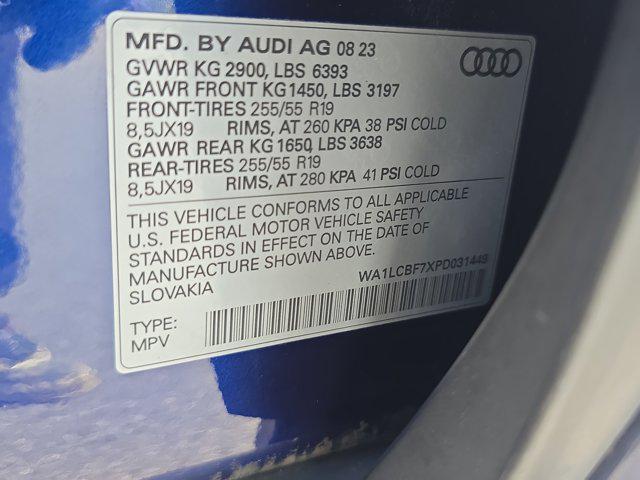 MFD. BY AUDI AG 08 23
GVWR KG 2900, LBS 6393
GAWR FRONT KG1450, LBS 3197
FRONT-TIRES 255/55 R19
8,5JX19 RIMS, AT 260 KPA 38 PSI COLD
GAWR REAR KG 1650, LBS 3638
REAR-TIRES 255/55 R19
8,5JX19 RIMS, AT 280 KPA 41 PSI COLD
THIS VEHICLE CONFORMS TO ALL APPLICABLE
U.S. FEDERAL MOTOR VEHICLE SAFETY
STANDARDS IN EFFECT ON THE DATE OF
MANUFACTURE SHOWN ABOVE.
SLOVAKIA
WA1LCBF7XPD031449
TYPE:
MPV